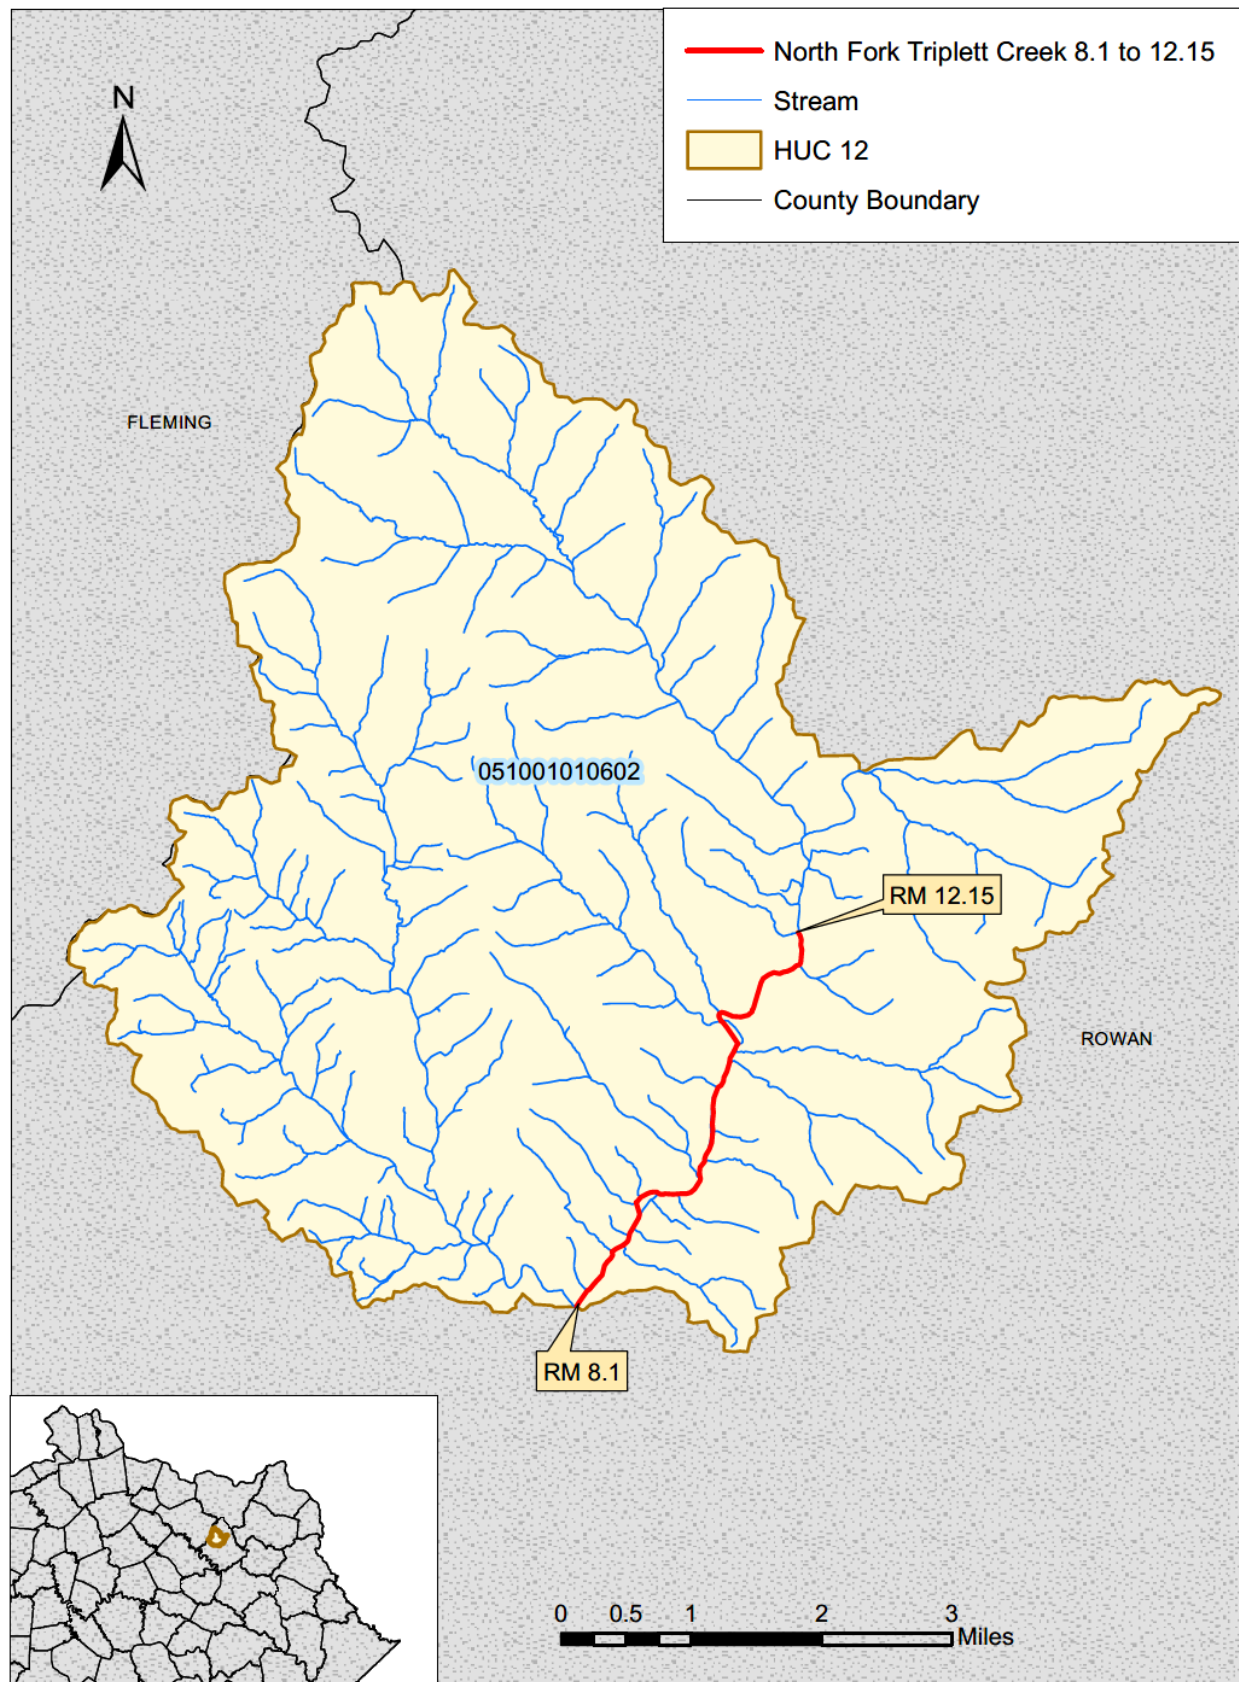 North Fork Triplett Creek 8.1 to 12.15
N
Stream
HUC 12
County Boundary
FLEMING
051001010602
RM 12.15
ROWAN
RM 8.1
0 0.5 1 2 3
Miles